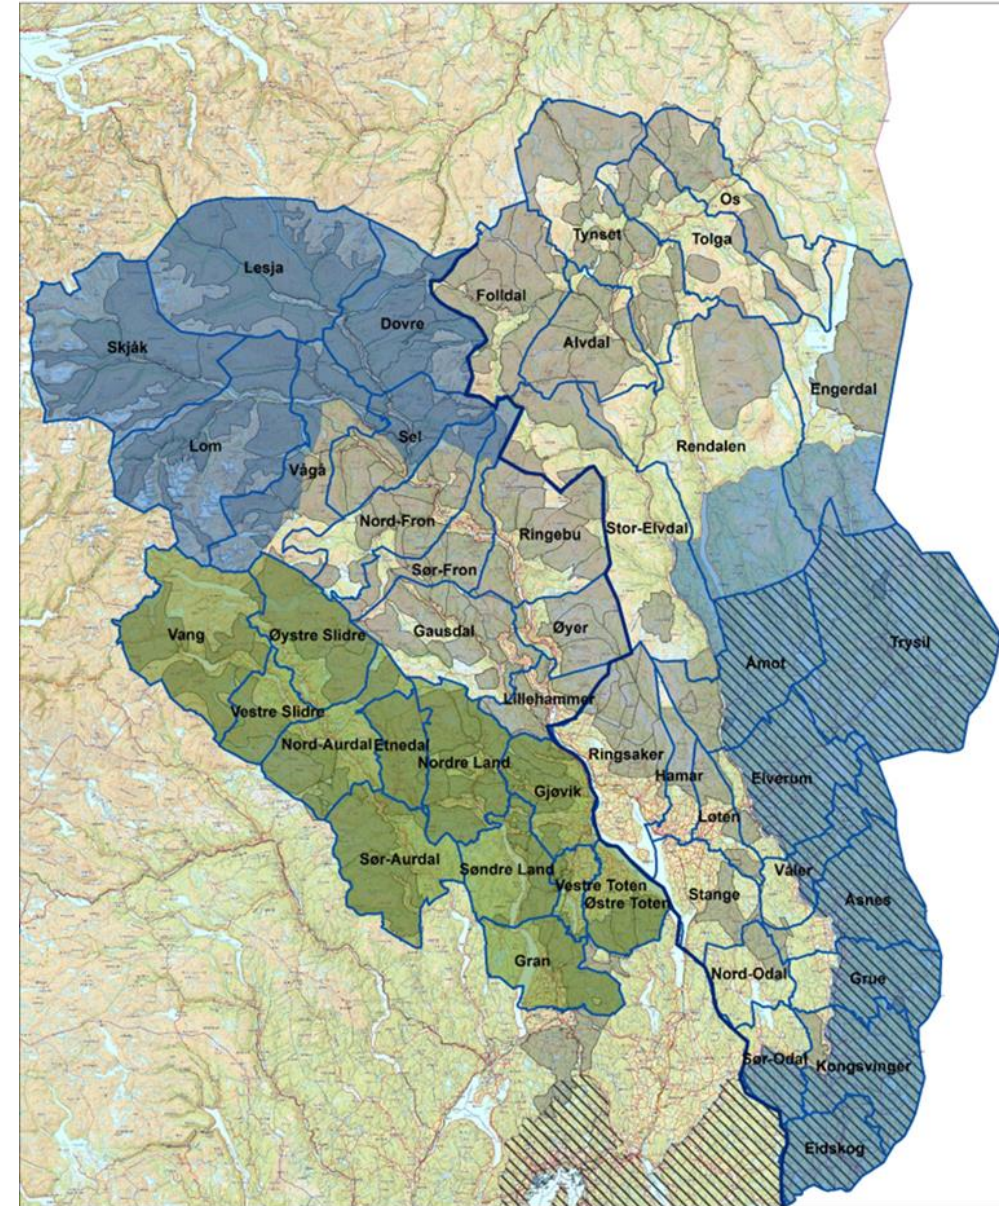 Os
Tynset
Tolga
Lesja
Folldal
Dovre
Alvdal
Skjåk
Engerdal
Sel
Lom
Rendalen
Vågå
Nord-Fron
Ringebu
Stor-Elvdal
Sør-Fron
Øyer
Gausdal
Vang
Øystre Slidre
Trysil
Åmot
Lillehammer
Vestre Slidre
Nord-Aurdal
Etnedal
Ringsaker
Nordre Land
Hamar
Elverum
Gjøvik
Løten
Sør-Aurdal
Søndre Land
Våler
Vestre Toten
Stange
Åsnes
Østre Toten
Gran
Nord-Odal
Grue
Sør-Odal
Kongsvinger
Eidskog